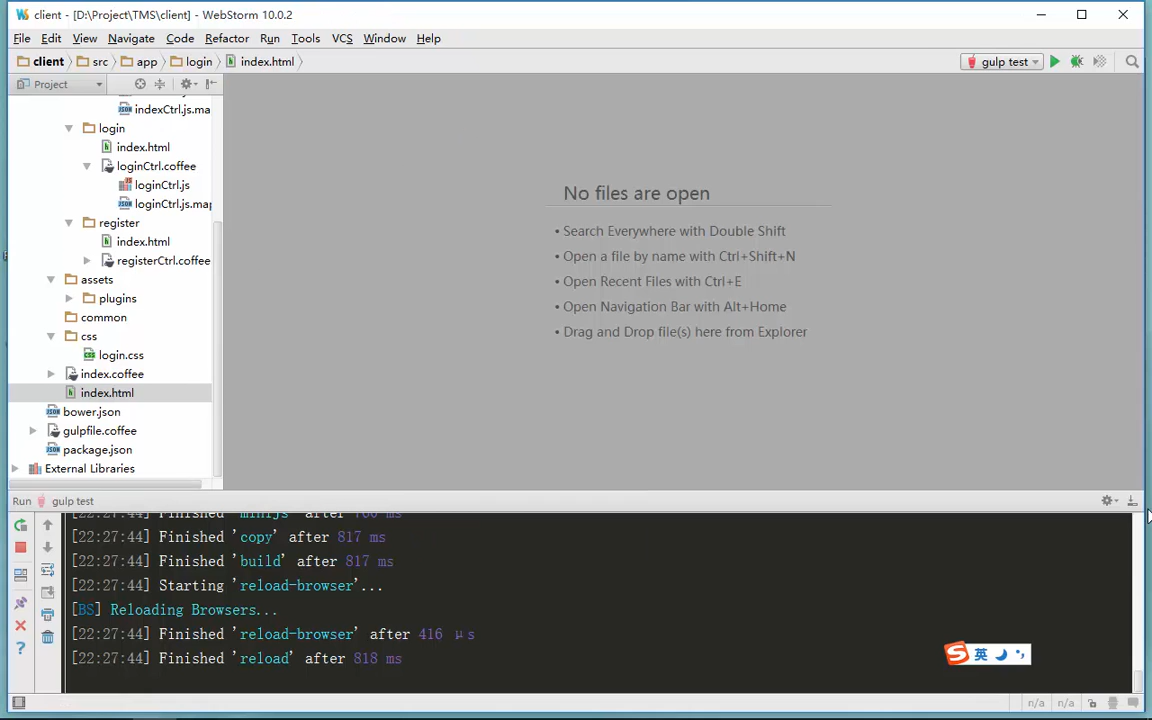 client - [D:\Project\TMS\client] - WebStorm 10.0.2
File Edit View Navigate Code Refactor Run Tools VCS Window Help
client src app login index.html gulp test
Project
indexCtrl.js.ma
login
index.html
loginCtrl.coffee
loginCtrl.js
loginCtrl.js.map
register
index.html
registerCtrl.coffee
assets
plugins
common
css
login.css
index.coffee
index.html
bower.json
gulpfile.coffee
package.json
External Libraries
No files are open
• Search Everywhere with Double Shift
• Open a file by name with Ctrl+Shift+N
• Open Recent Files with Ctrl+E
• Open Navigation Bar with Alt+Home
• Drag and Drop file(s) here from Explorer
Run gulp test
[22:27:44] Finished 'minijs' after 760 ms
[22:27:44] Finished 'copy' after 817 ms
[22:27:44] Finished 'build' after 817 ms
[22:27:44] Starting 'reload-browser'...
[BS] Reloading Browsers...
[22:27:44] Finished 'reload-browser' after 416 μs
[22:27:44] Finished 'reload' after 818 ms
英
n/a n/a